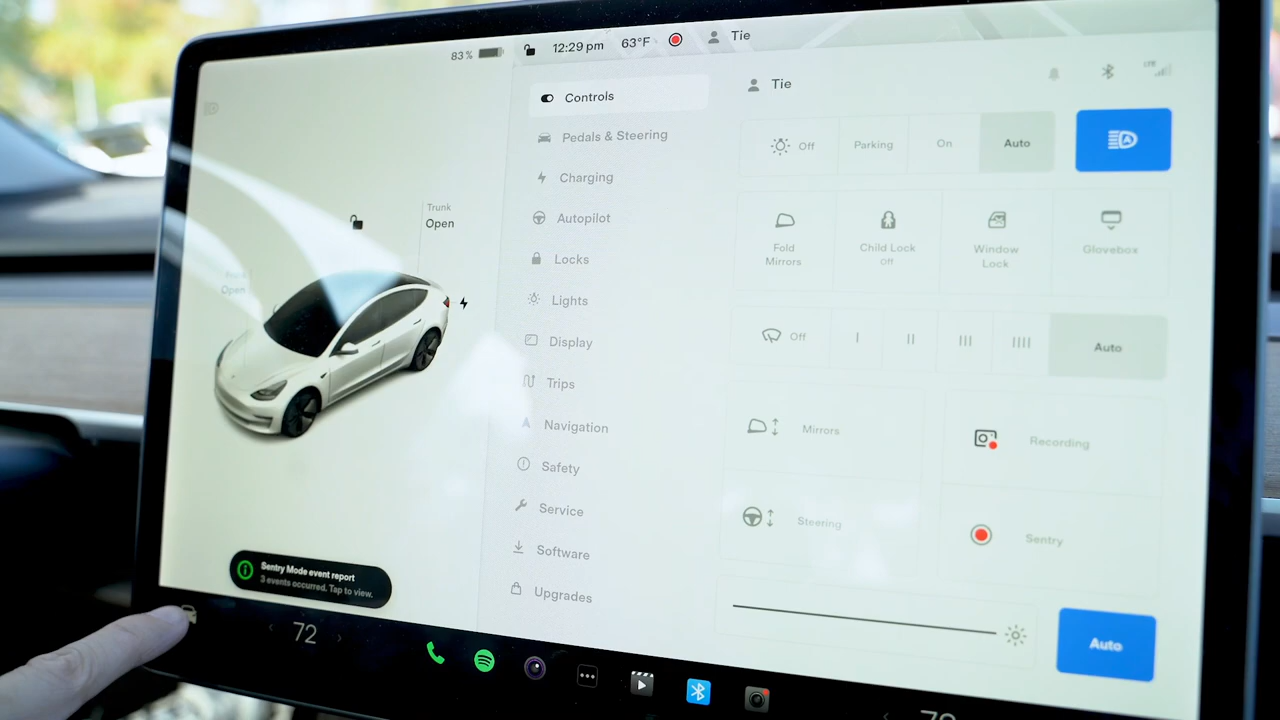 83 %
12:29 pm
63°F
Tie
Trunk
Open
Open
Sentry Mode event report
3 events occurred. Tap to view.
Controls
Pedals & Steering
Charging
Autopilot
Locks
Lights
Display
Trips
Navigation
Safety
Service
Software
Upgrades
Tie
LTE
Off
Parking
On
Auto
A
Fold
Mirrors
Child Lock
Off
Window
Lock
Glovebox
Off
I
II
III
IIII
Auto
Mirrors
Recording
Steering
Sentry
Auto
72